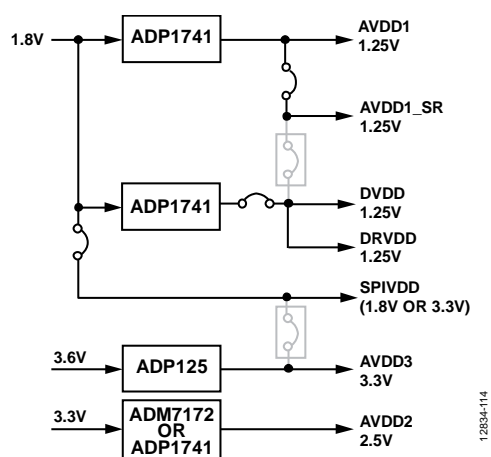 1.8V
ADP1741
AVDD1
1.25V
AVDD1_SR
1.25V
ADP1741
DVDD
1.25V
DRVDD
1.25V
SPIVDD
(1.8V OR 3.3V)
3.6V
ADP125
AVDD3
3.3V
3.3V
ADM7172
OR
ADP1741
AVDD2
2.5V
12834-114